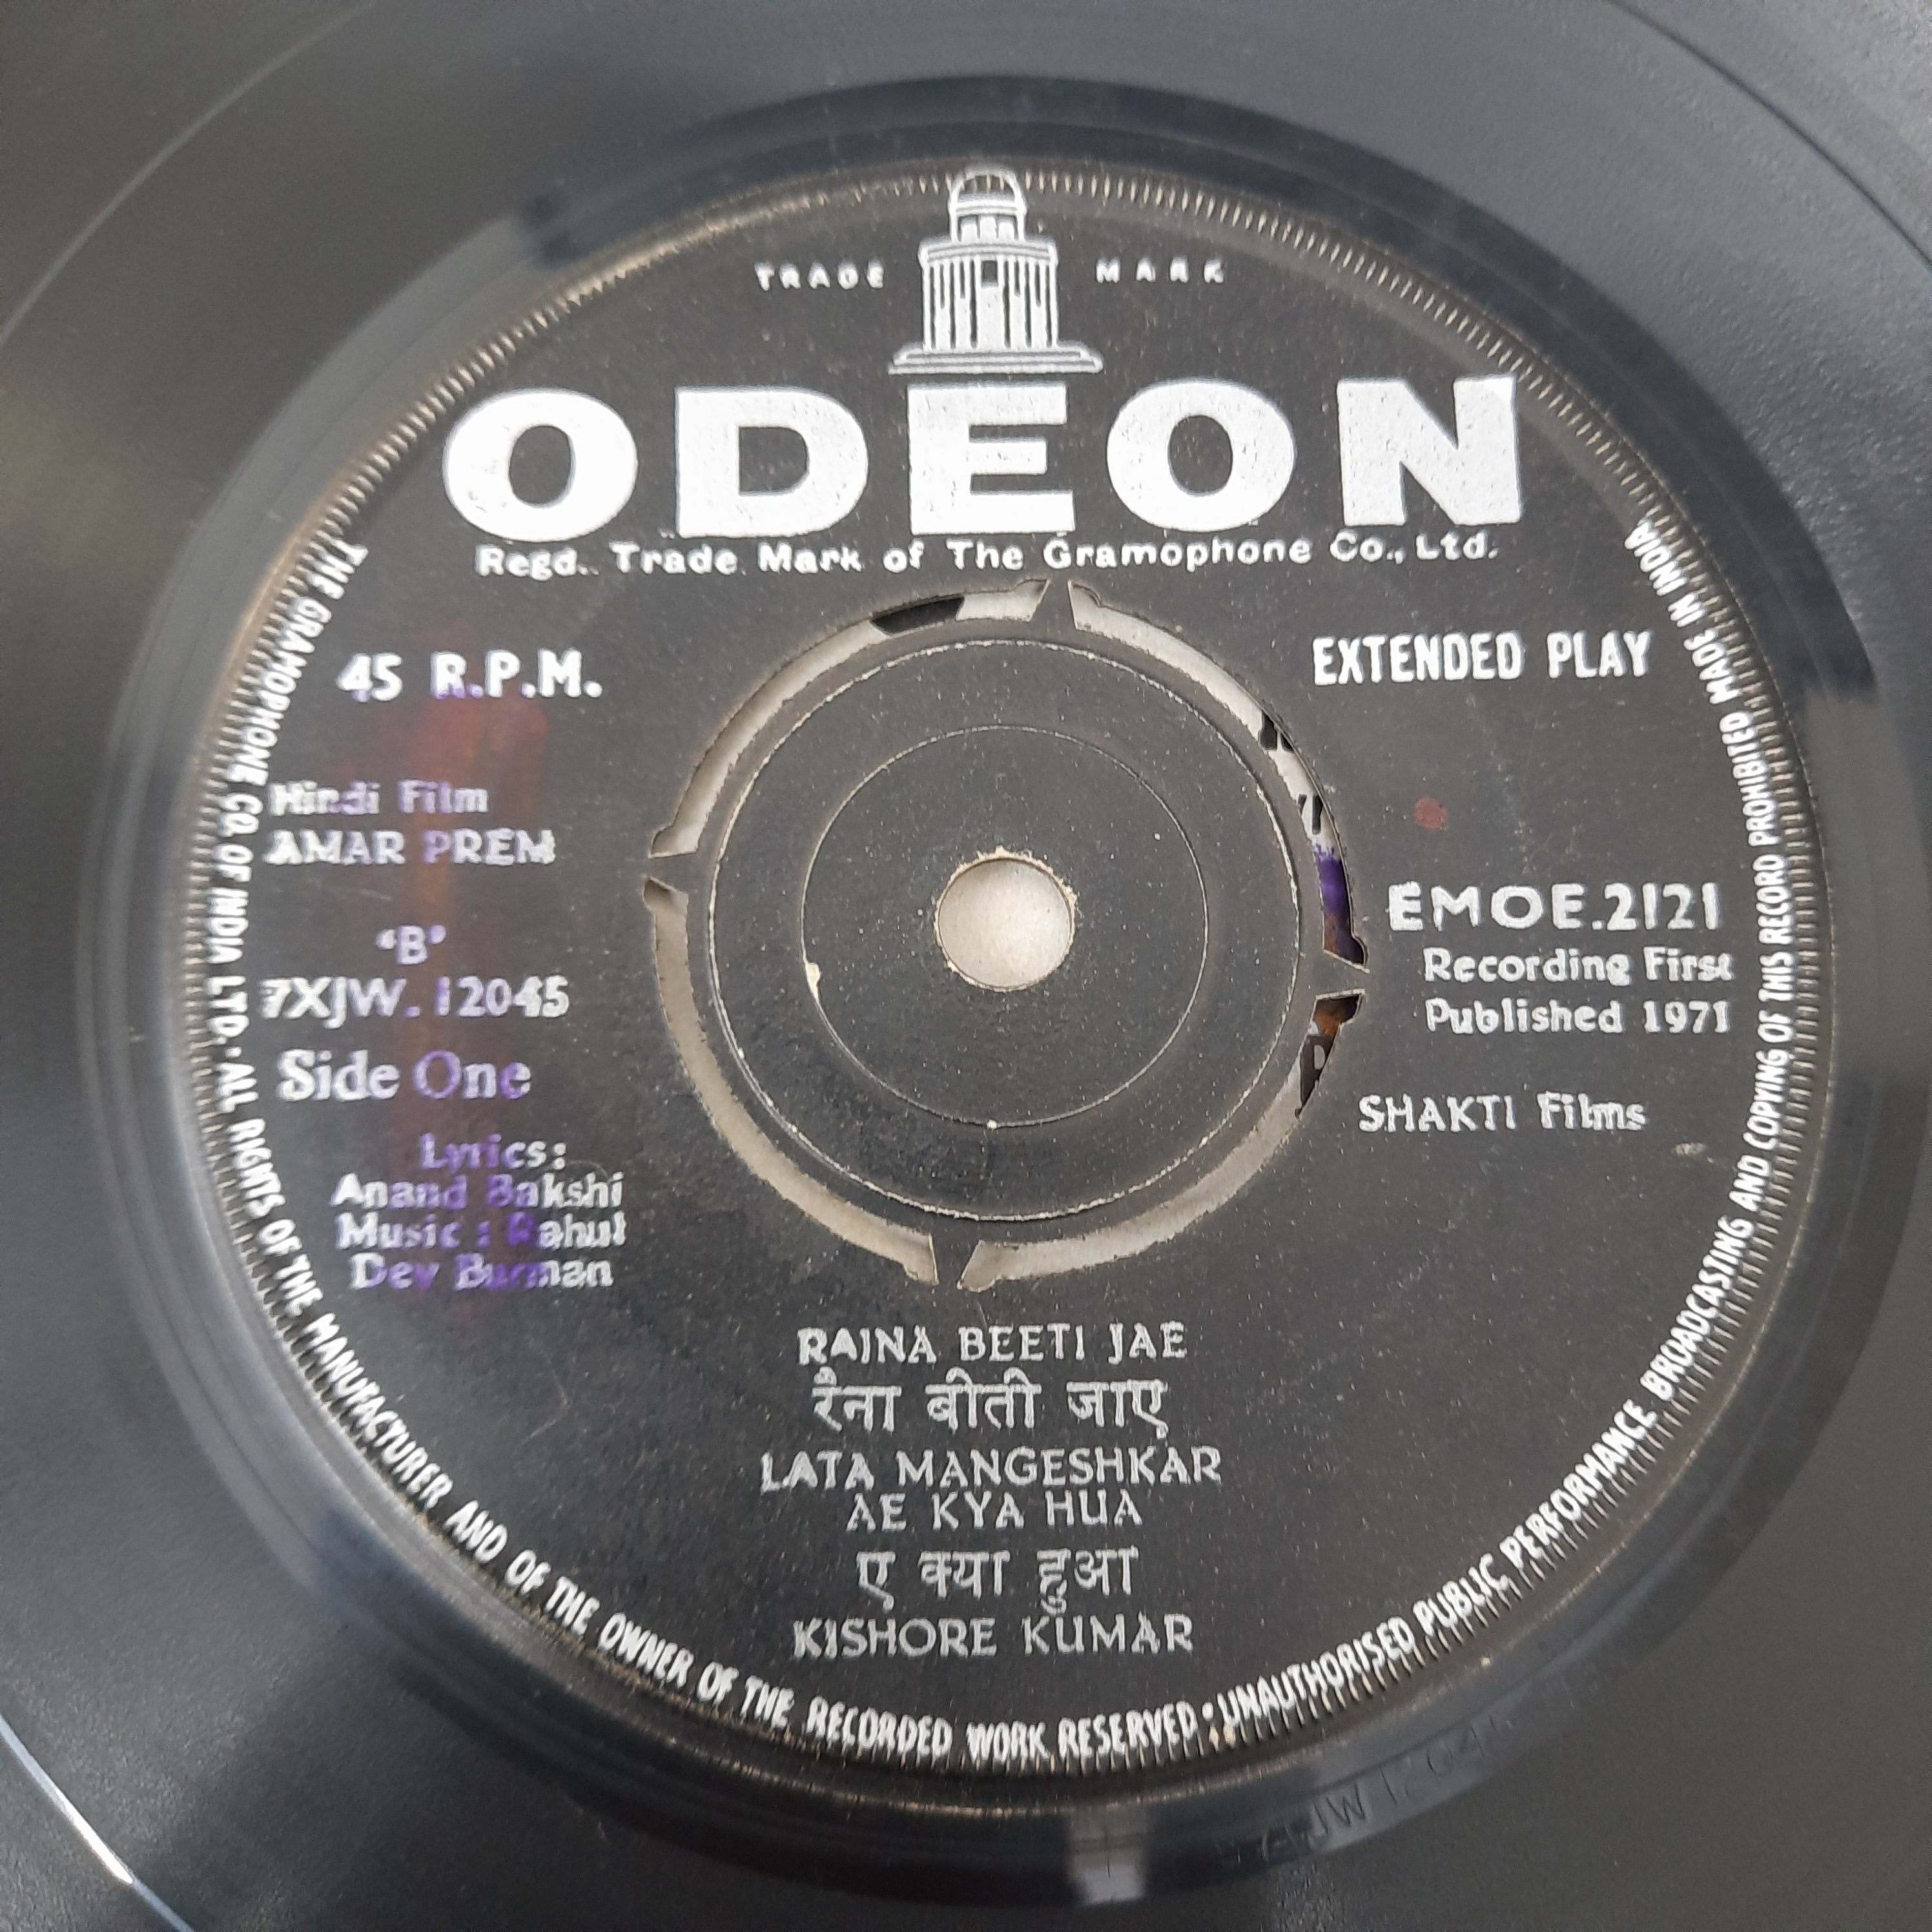 TRADE MARK
ODEON
Regd. Trade Mark of The Gramophone Co., Ltd.
45 R.P.M.
EXTENDED PLAY
Hindi Film
AMAR PREM
'B'
7XJW.12045
Side One
Lyrics:
Anand Bakshi
Music : Rahul
Dev Burman
EMOE.2121
Recording First
Published 1971
SHAKTI Films
RAINA BEETI JAE
रैना बीती जाए
LATA MANGESHKAR
AE KYA HUA
ए क्या हुआ
KISHORE KUMAR
THE GRAMOPHONE CO. OF INDIA LTD. · ALL RIGHTS OF THE MANUFACTURER AND OF THE OWNER OF THE RECORDED WORK RESERVED · UNAUTHORISED PUBLIC PERFORMANCE BROADCASTING AND COPYING OF THIS RECORD PROHIBITED MADE IN INDIA